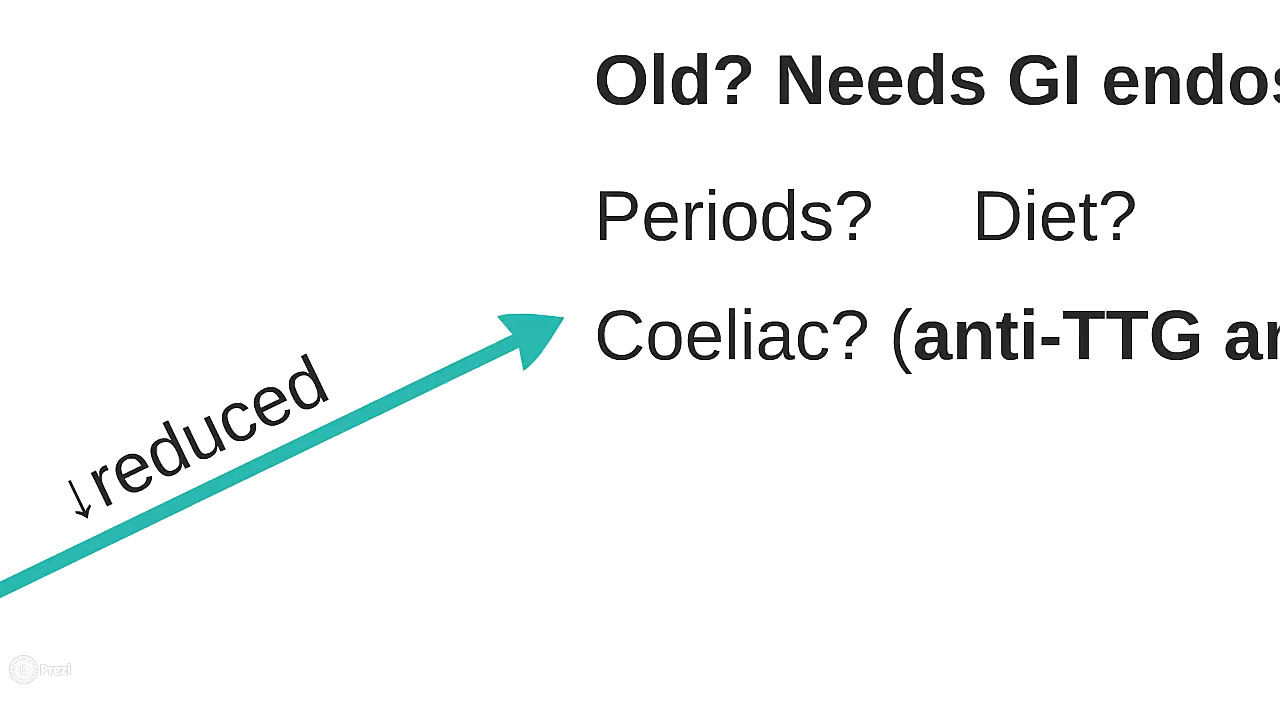 Old? Needs GI endos
Periods? Diet?
Coeliac? (anti-TTG ar
↓reduced
Prezi